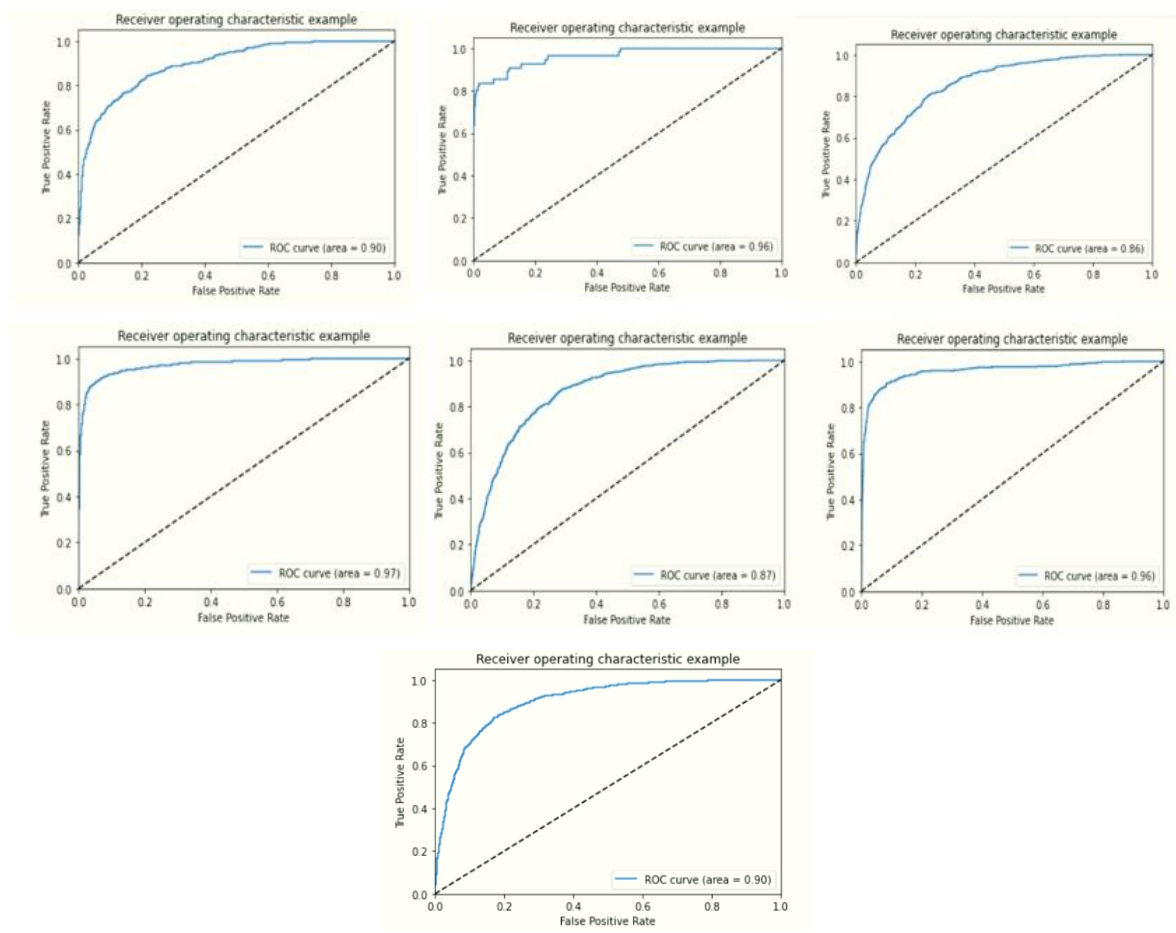 Receiver operating characteristic example
1.0
0.8
0.6
0.4
0.2
0.0
True Positive Rate
ROC curve (area = 0.90)
0.0 0.2 0.4 0.6 0.8 1.0
False Positive Rate
Receiver operating characteristic example
1.0
0.8
0.6
0.4
0.2
0.0
True Positive Rate
ROC curve (area = 0.96)
0.0 0.2 0.4 0.6 0.8 1.0
False Positive Rate
Receiver operating characteristic example
1.0
0.8
0.6
0.4
0.2
0.0
True Positive Rate
ROC curve (area = 0.86)
0.0 0.2 0.4 0.6 0.8 1.0
False Positive Rate
Receiver operating characteristic example
1.0
0.8
0.6
0.4
0.2
0.0
True Positive Rate
ROC curve (area = 0.97)
0.0 0.2 0.4 0.6 0.8 1.0
False Positive Rate
Receiver operating characteristic example
1.0
0.8
0.6
0.4
0.2
0.0
True Positive Rate
ROC curve (area = 0.87)
0.0 0.2 0.4 0.6 0.8 1.0
False Positive Rate
Receiver operating characteristic example
1.0
0.8
0.6
0.4
0.2
0.0
True Positive Rate
ROC curve (area = 0.96)
0.0 0.2 0.4 0.6 0.8 1.0
False Positive Rate
Receiver operating characteristic example
1.0
0.8
0.6
0.4
0.2
0.0
True Positive Rate
ROC curve (area = 0.90)
0.0 0.2 0.4 0.6 0.8 1.0
False Positive Rate